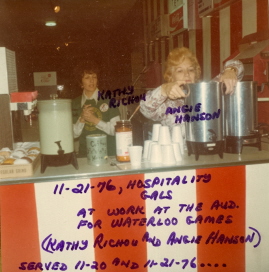 KATHY
RICHOU
ANGIE
HANSON
11-21-76, HOSPITALITY
GALS
AT WORK AT THE AUD.
FOR WATERLOO GAMES
(KATHY RICHOU AND ANGIE HANSON)
SERVED 11-20 AND 11-21-76....